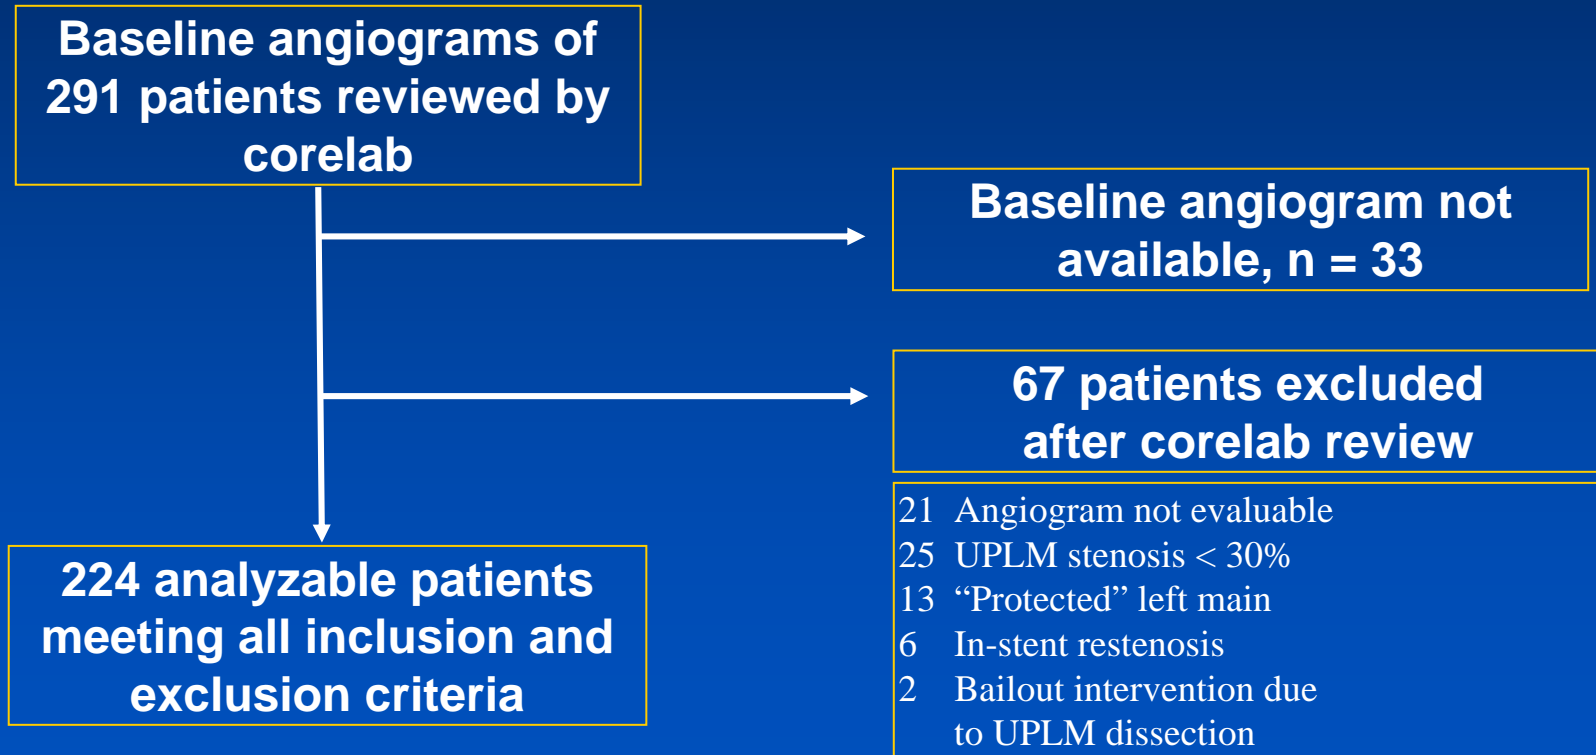 Baseline angiograms of
291 patients reviewed by
corelab
Baseline angiogram not
available, n = 33
67 patients excluded
after corelab review
21 Angiogram not evaluable
25 UPLM stenosis < 30%
13 “Protected” left main
6 In-stent restenosis
2 Bailout intervention due
to UPLM dissection
224 analyzable patients
meeting all inclusion and
exclusion criteria